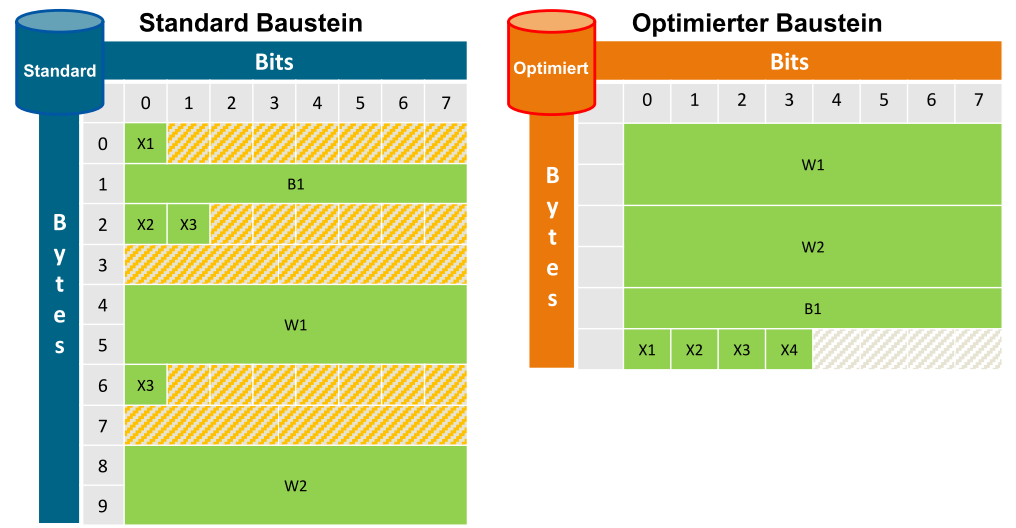 Standard Baustein
Standard
Bits
0 1 2 3 4 5 6 7
Bytes
0 X1
1 B1
2 X2 X3
3
4
W1
5
6 X3
7
8
W2
9
Optimierter Baustein
Optimiert
Bits
0 1 2 3 4 5 6 7
Bytes
W1
W2
B1
X1 X2 X3 X4